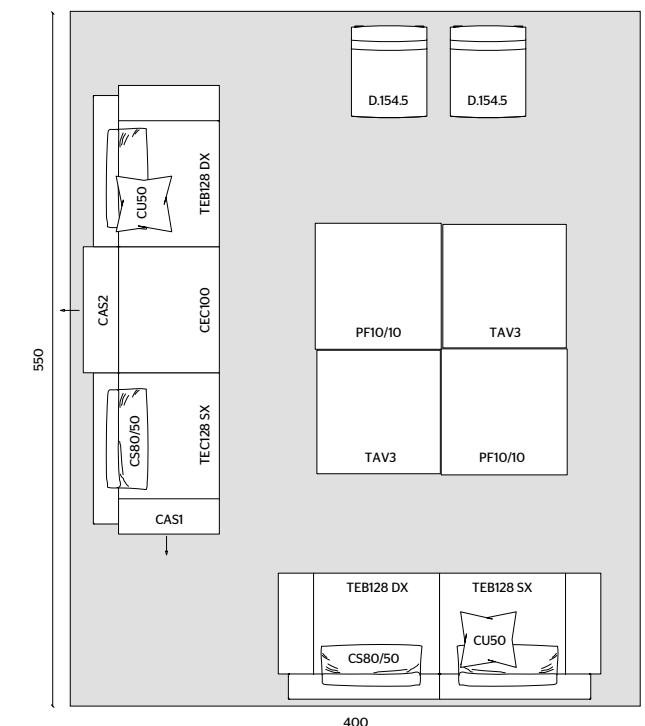 D.154.5
D.154.5
TEB128 DX
CU50
CAS2
CEC100
PF10/10
TAV3
550
TEC128 SX
CS80/50
TAV3
PF10/10
CAS1
TEB128 DX
TEB128 SX
CU50
CS80/50
400